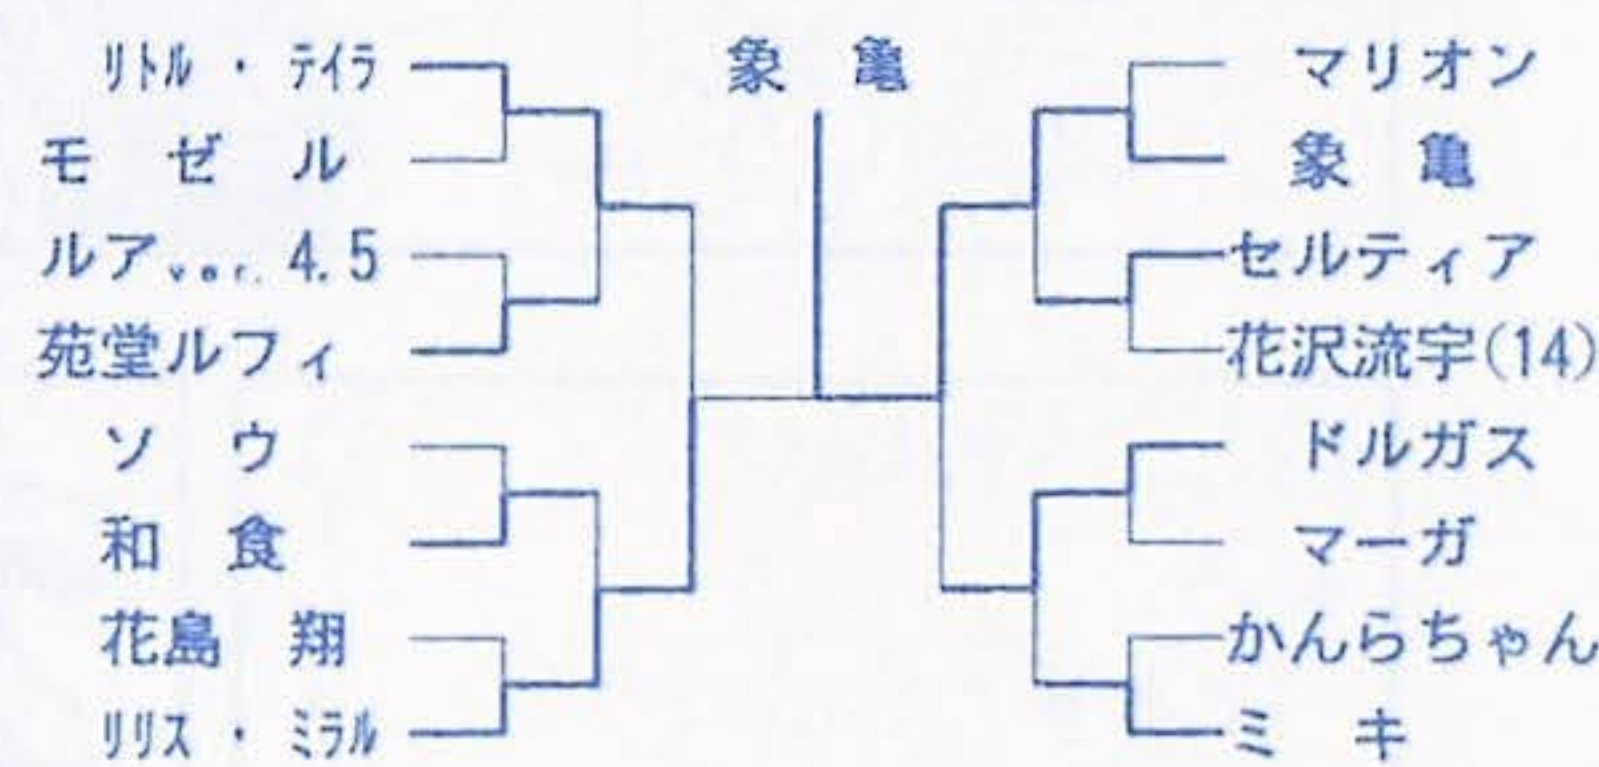 リトル・テイラ
モゼル
ルアver.4.5
苑堂ルフィ
ソウ
和食
花島 翔
リリス・ミラル
象亀
マリオン
象亀
セルティア
花沢流宇(14)
ドルガス
マーガ
かんらちゃん
ミキ